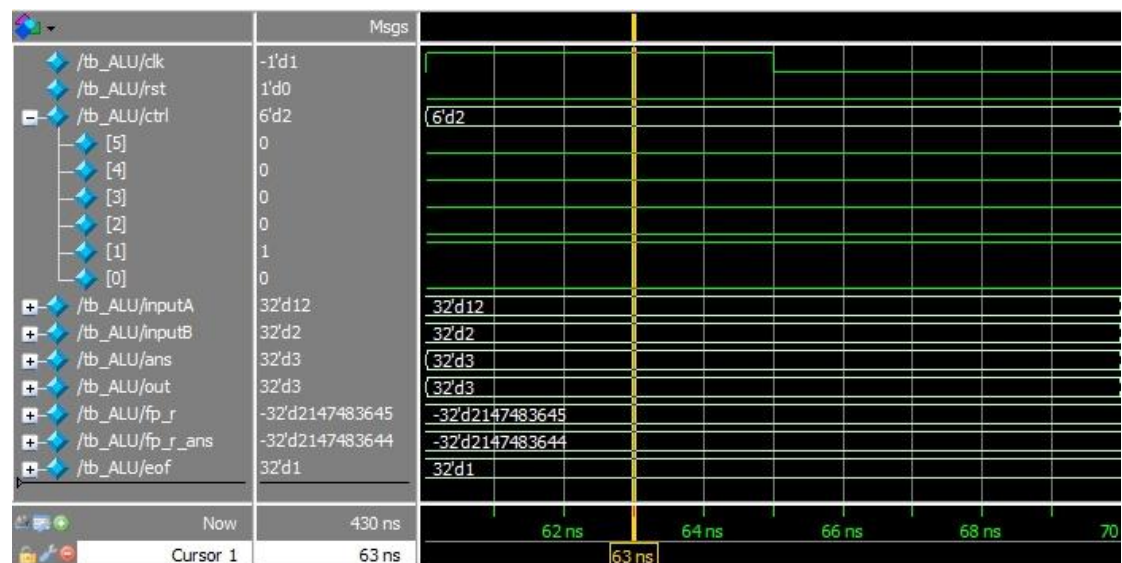 Msgs
/tb_ALU/clk -1'd1
/tb_ALU/rst 1'd0
/tb_ALU/ctrl 6'd2 6'd2
[5] 0
[4] 0
[3] 0
[2] 0
[1] 1
[0] 0
/tb_ALU/inputA 32'd12 32'd12
/tb_ALU/inputB 32'd2 32'd2
/tb_ALU/ans 32'd3 32'd3
/tb_ALU/out 32'd3 32'd3
/tb_ALU/fp_r -32'd2147483645 -32'd2147483645
/tb_ALU/fp_r_ans -32'd2147483644 -32'd2147483644
/tb_ALU/eof 32'd1 32'd1
Now 430 ns 62 ns 64 ns 66 ns 68 ns 70
Cursor 1 63 ns 63 ns